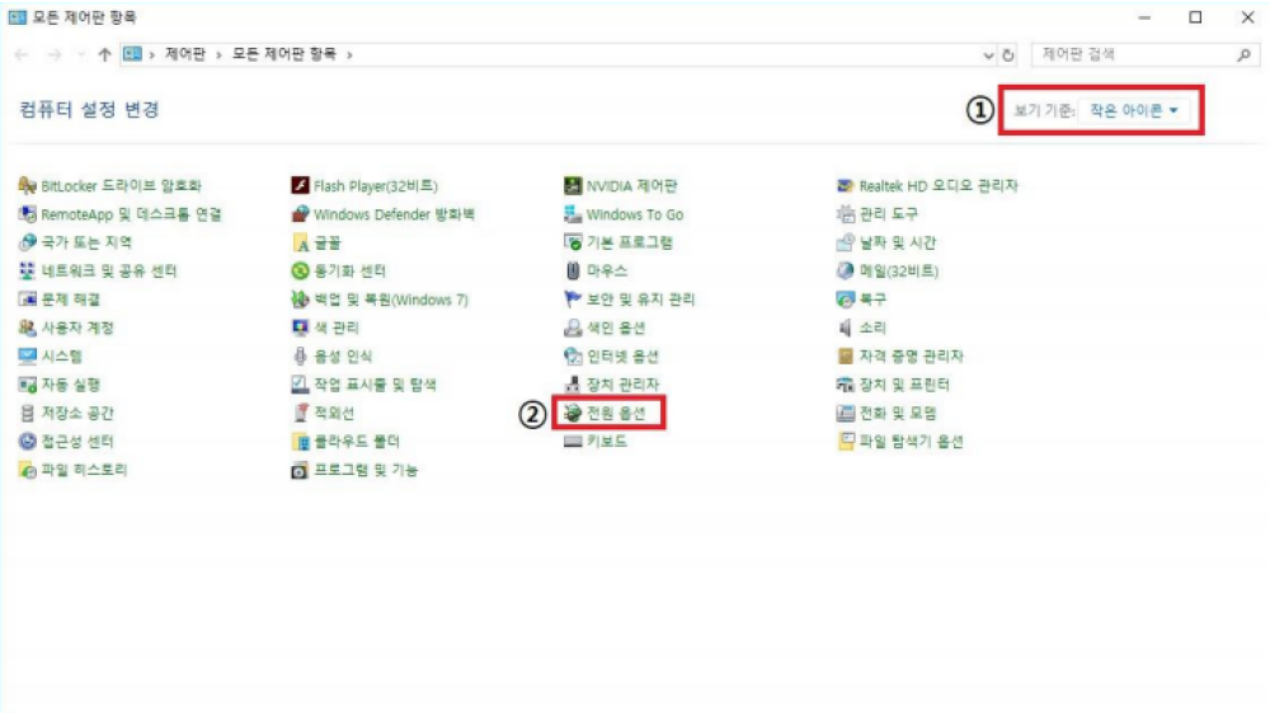 모든 제어판 항목
제어판 › 모든 제어판 항목 ›
제어판 검색
컴퓨터 설정 변경
① 보기 기준: 작은 아이콘
BitLocker 드라이브 암호화
Flash Player(32비트)
NVIDIA 제어판
Realtek HD 오디오 관리자
RemoteApp 및 데스크톱 연결
Windows Defender 방화벽
Windows To Go
관리 도구
국가 또는 지역
글꼴
기본 프로그램
날짜 및 시간
네트워크 및 공유 센터
동기화 센터
마우스
메일(32비트)
문제 해결
백업 및 복원(Windows 7)
보안 및 유지 관리
복구
사용자 계정
색 관리
색인 옵션
소리
시스템
음성 인식
인터넷 옵션
자격 증명 관리자
자동 실행
작업 표시줄 및 탐색
장치 관리자
장치 및 프린터
저장소 공간
적외선
② 전원 옵션
전화 및 모뎀
접근성 센터
클라우드 폴더
키보드
파일 탐색기 옵션
파일 히스토리
프로그램 및 기능